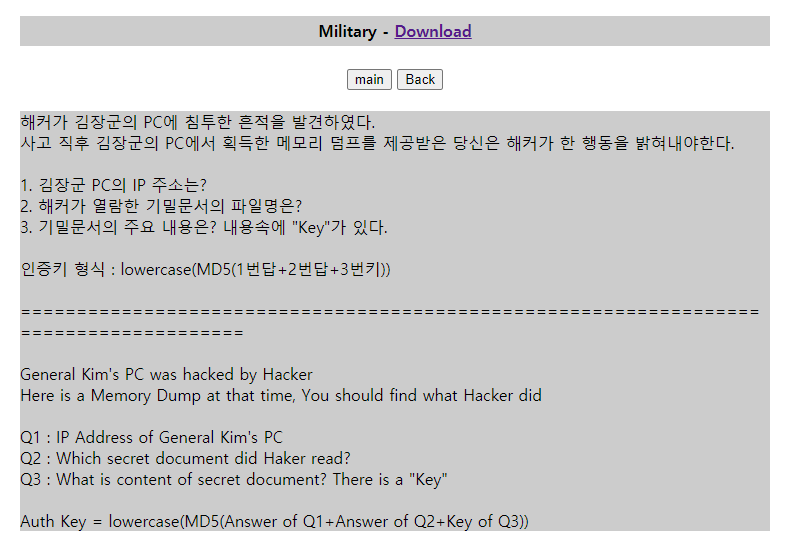 Military - Download
main Back
해커가 김장군의 PC에 침투한 흔적을 발견하였다.
사고 직후 김장군의 PC에서 획득한 메모리 덤프를 제공받은 당신은 해커가 한 행동을 밝혀내야한다.
1. 김장군 PC의 IP 주소는?
2. 해커가 열람한 기밀문서의 파일명은?
3. 기밀문서의 주요 내용은? 내용속에 "Key"가 있다.
인증키 형식 : lowercase(MD5(1번답+2번답+3번키))
==================================================================
====================
General Kim's PC was hacked by Hacker
Here is a Memory Dump at that time, You should find what Hacker did
Q1 : IP Address of General Kim's PC
Q2 : Which secret document did Haker read?
Q3 : What is content of secret document? There is a "Key"
Auth Key = lowercase(MD5(Answer of Q1+Answer of Q2+Key of Q3))